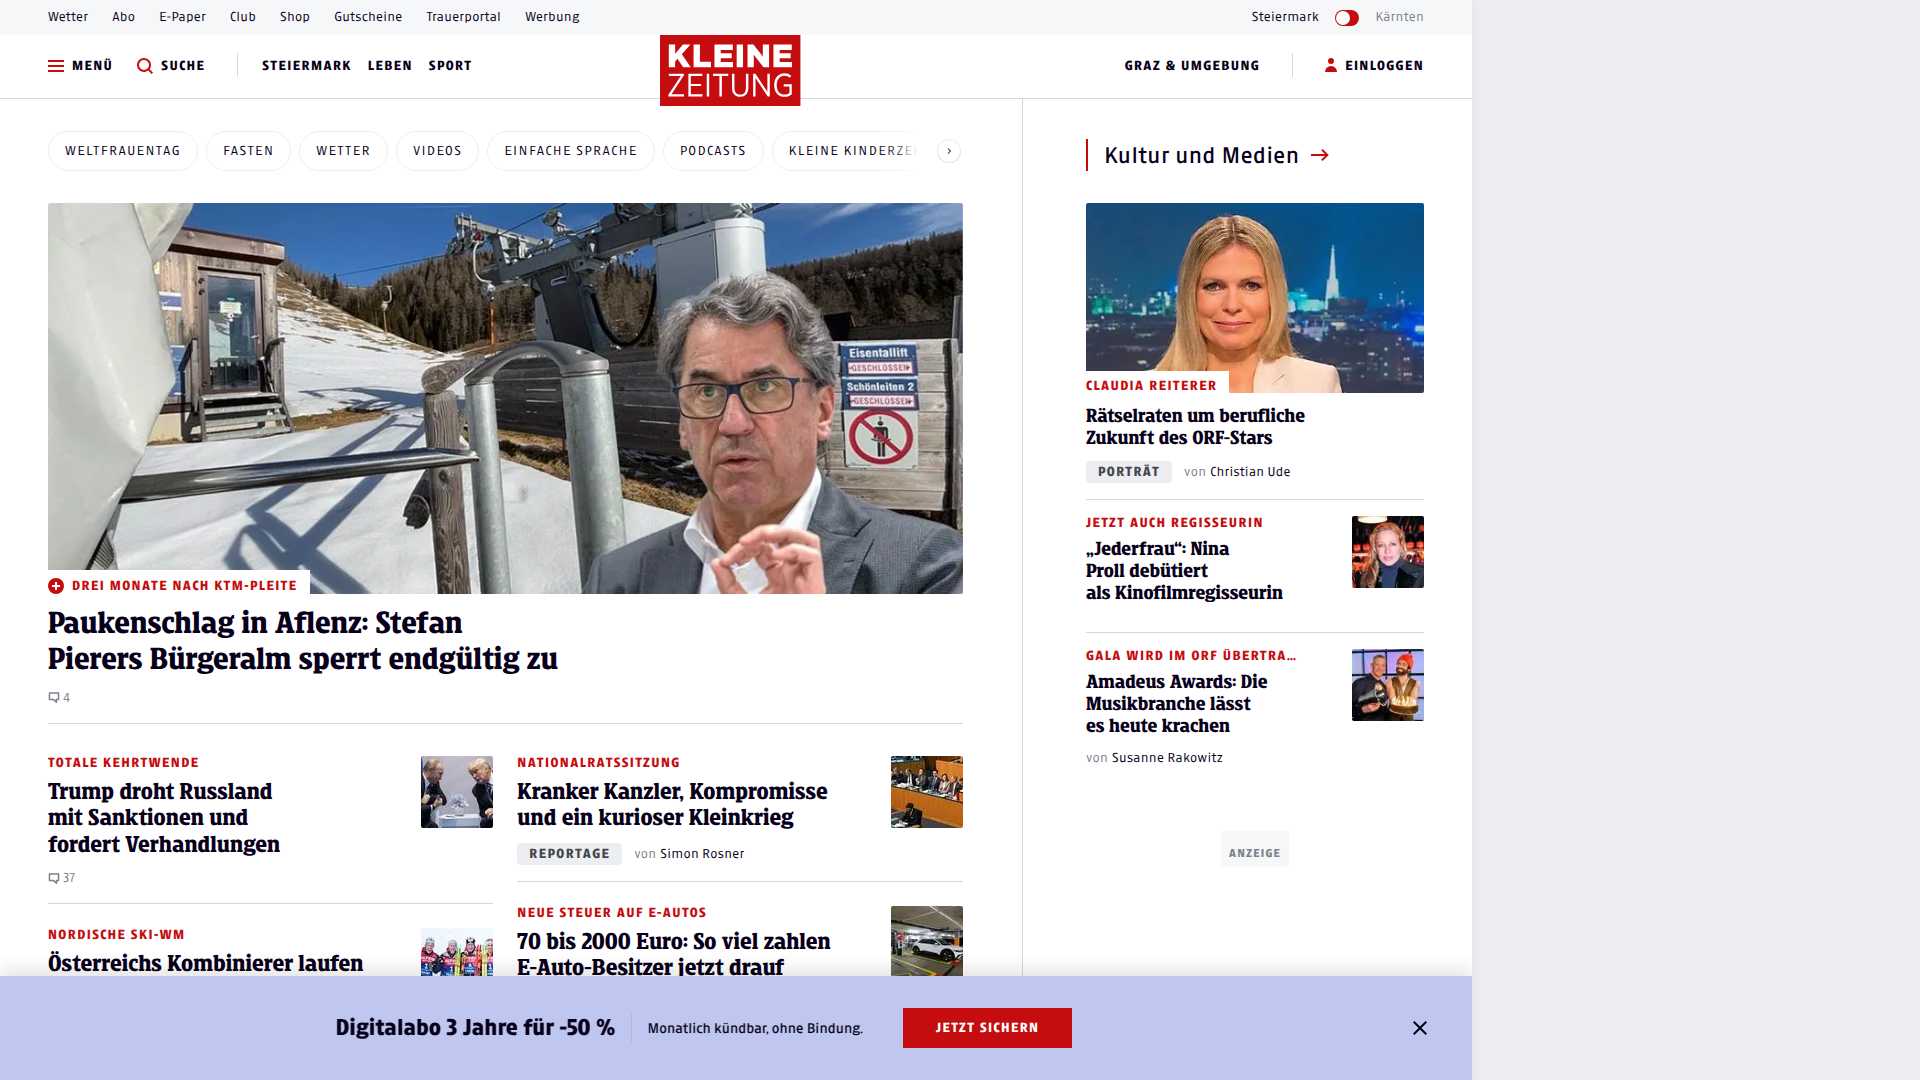 Wetter Abo E-Paper Club Shop Gutscheine Trauerportal Werbung Steiermark Kärnten
MENÜ SUCHE STEIERMARK LEBEN SPORT KLEINE ZEITUNG GRAZ & UMGEBUNG EINLOGGEN
WELTFRAUENTAG FASTEN WETTER VIDEOS EINFACHE SPRACHE PODCASTS KLEINE KINDERZE
Eisentallift
GESCHLOSSEN
Schönleiten 2
GESCHLOSSEN
DREI MONATE NACH KTM-PLEITE
Paukenschlag in Aflenz: Stefan
Pierers Bürgeralm sperrt endgültig zu
4
TOTALE KEHRTWENDE
Trump droht Russland
mit Sanktionen und
fordert Verhandlungen
37
NORDISCHE SKI-WM
Österreichs Kombinierer laufen
NATIONALRATSSITZUNG
Kranker Kanzler, Kompromisse
und ein kurioser Kleinkrieg
REPORTAGE von Simon Rosner
NEUE STEUER AUF E-AUTOS
70 bis 2000 Euro: So viel zahlen
E-Auto-Besitzer jetzt drauf
Kultur und Medien
CLAUDIA REITERER
Rätselraten um berufliche
Zukunft des ORF-Stars
PORTRÄT von Christian Ude
JETZT AUCH REGISSEURIN
„Jederfrau“: Nina
Proll debütiert
als Kinofilmregisseurin
GALA WIRD IM ORF ÜBERTRA...
Amadeus Awards: Die
Musikbranche lässt
es heute krachen
von Susanne Rakowitz
ANZEIGE
Digitalabo 3 Jahre für -50 % Monatlich kündbar, ohne Bindung. JETZT SICHERN